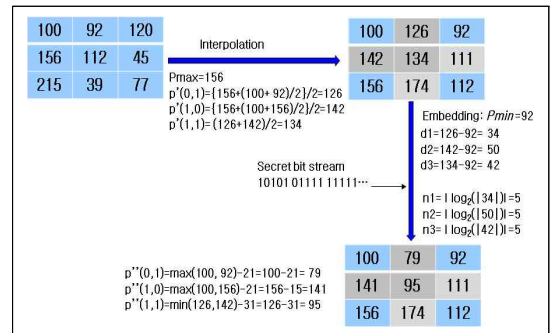 100 92 120
156 112 45
215 39 77
Interpolation
Pmax=156
p'(0,1)={156+(100+ 92)/2}/2=126
p'(1,0)={156+(100+156)/2}/2=142
p'(1,1)=(126+142)/2=134
100 126 92
142 134 111
156 174 112
Embedding: Pmin=92
d1=126-92= 34
d2=142-92= 50
d3=134-92= 42
Secret bit stream
10101 01111 11111…
n1=⌊log2(|34|)⌋=5
n2=⌊log2(|50|)⌋=5
n3=⌊log2(|42|)⌋=5
p''(0,1)=max(100, 92)-21=100-21= 79
p''(1,0)=max(100,156)-21=156-15=141
p''(1,1)=min(126,142)-31=126-31= 95
100 79 92
141 95 111
156 174 112